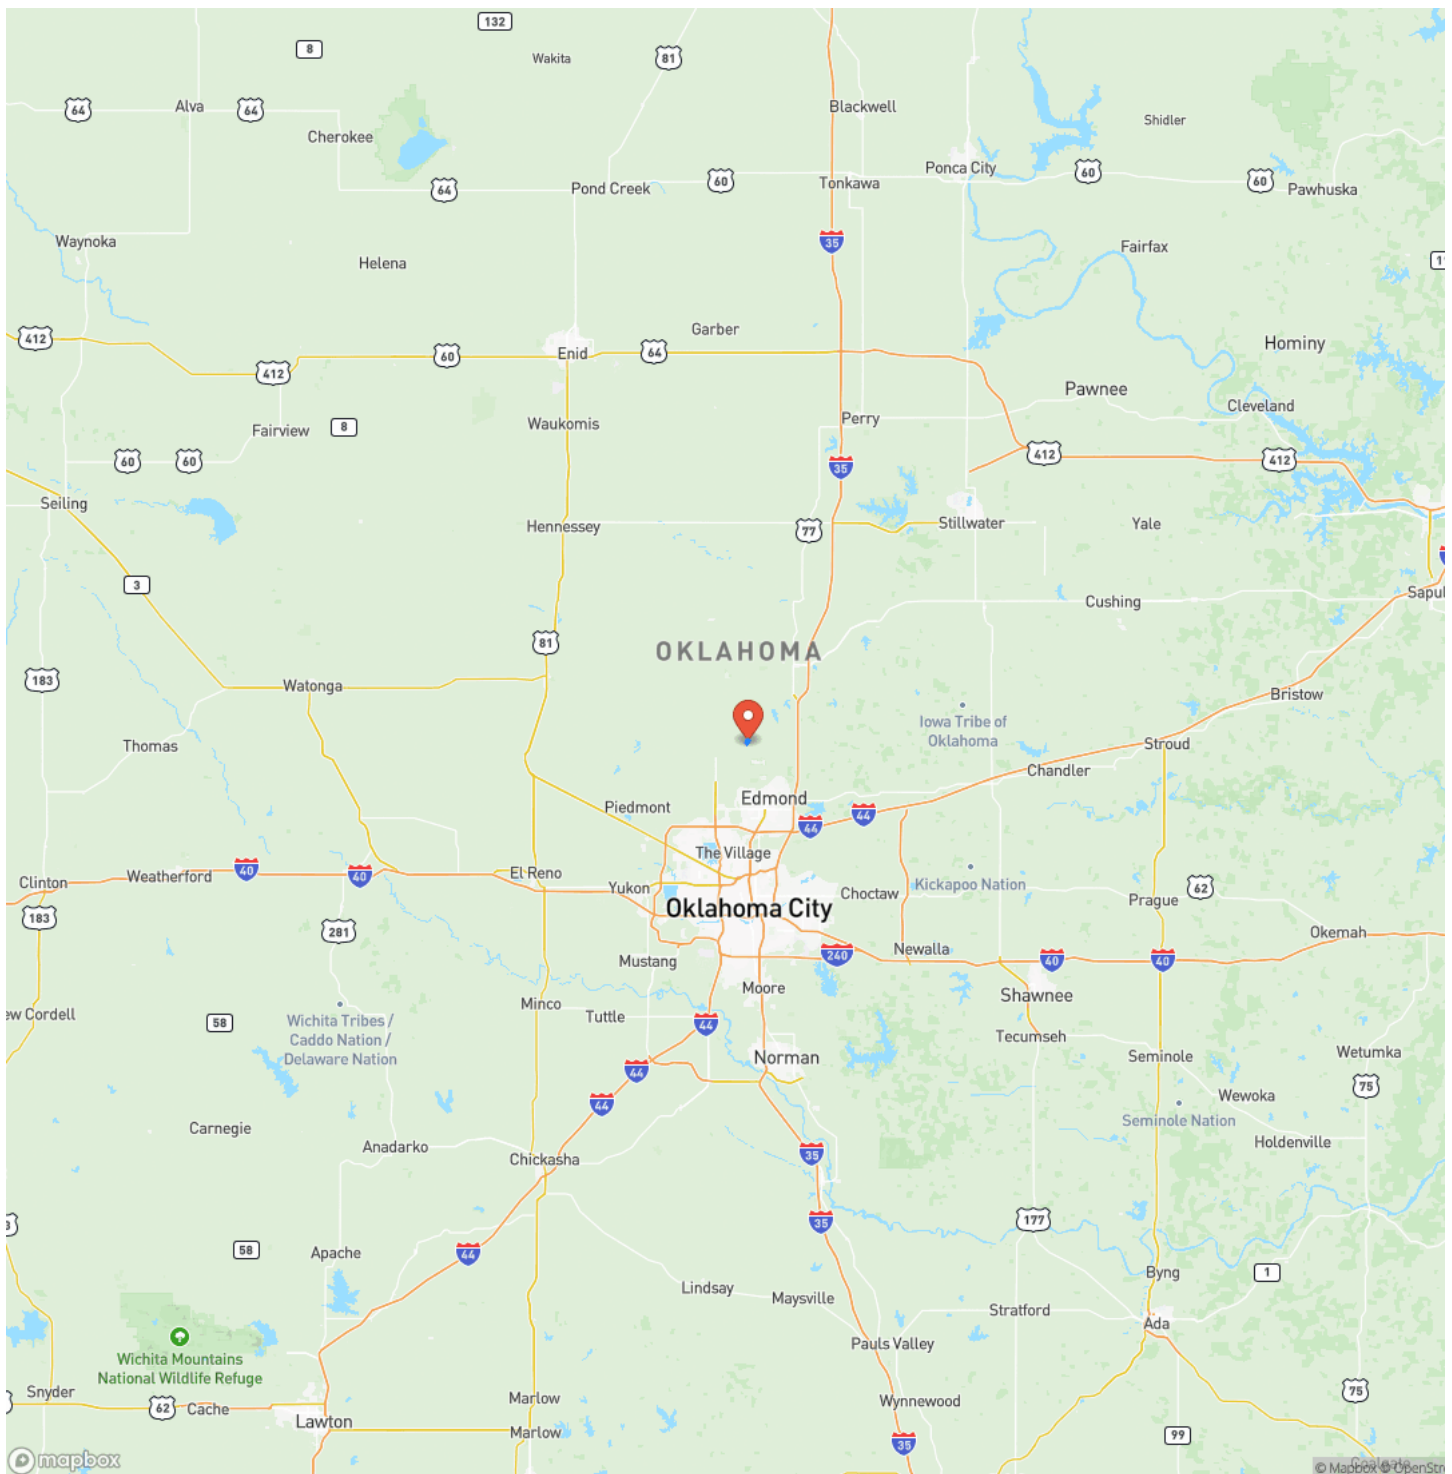 132
8
Wakita
81
64
Alva
64
Blackwell
Shidler
Cherokee
Ponca City
60
Tonkawa
60
60
Pawhuska
64
Pond Creek
Waynoka
35
Fairfax
Helena
412
Garber
Hominy
60
Enid
64
412
Pawnee
Cleveland
Perry
Waukomis
Fairview
8
412
412
60
60
35
Seiling
Hennessey
77
Stillwater
Yale
3
Cushing
Sapul
81
OKLAHOMA
183
Watonga
Bristow
Iowa Tribe of
Oklahoma
Thomas
Stroud
Chandler
Piedmont
Edmond
44
44
The Village
40
40
El Reno
Clinton
Weatherford
Yukon
Choctaw
Kickapoo Nation
62
Prague
183
Oklahoma City
281
Okemah
Newalla
240
40
40
Mustang
Moore
Shawnee
Minco
ew Cordell
58
Wichita Tribes /
Caddo Nation /
Delaware Nation
Tuttle
44
Tecumseh
Norman
Seminole
Wetumka
44
75
44
Wewoka
Seminole Nation
Carnegie
Anadarko
Holdenville
Chickasha
35
177
35
58
Apache
44
Byng
1
Lindsay
Maysville
Stratford
Ada
Pauls Valley
Wichita Mountains
National Wildlife Refuge
Snyder
62
Cache
Marlow
Wynnewood
75
Lawton
Marlow
35
99
mapbox
© Mapbox © OpenStre